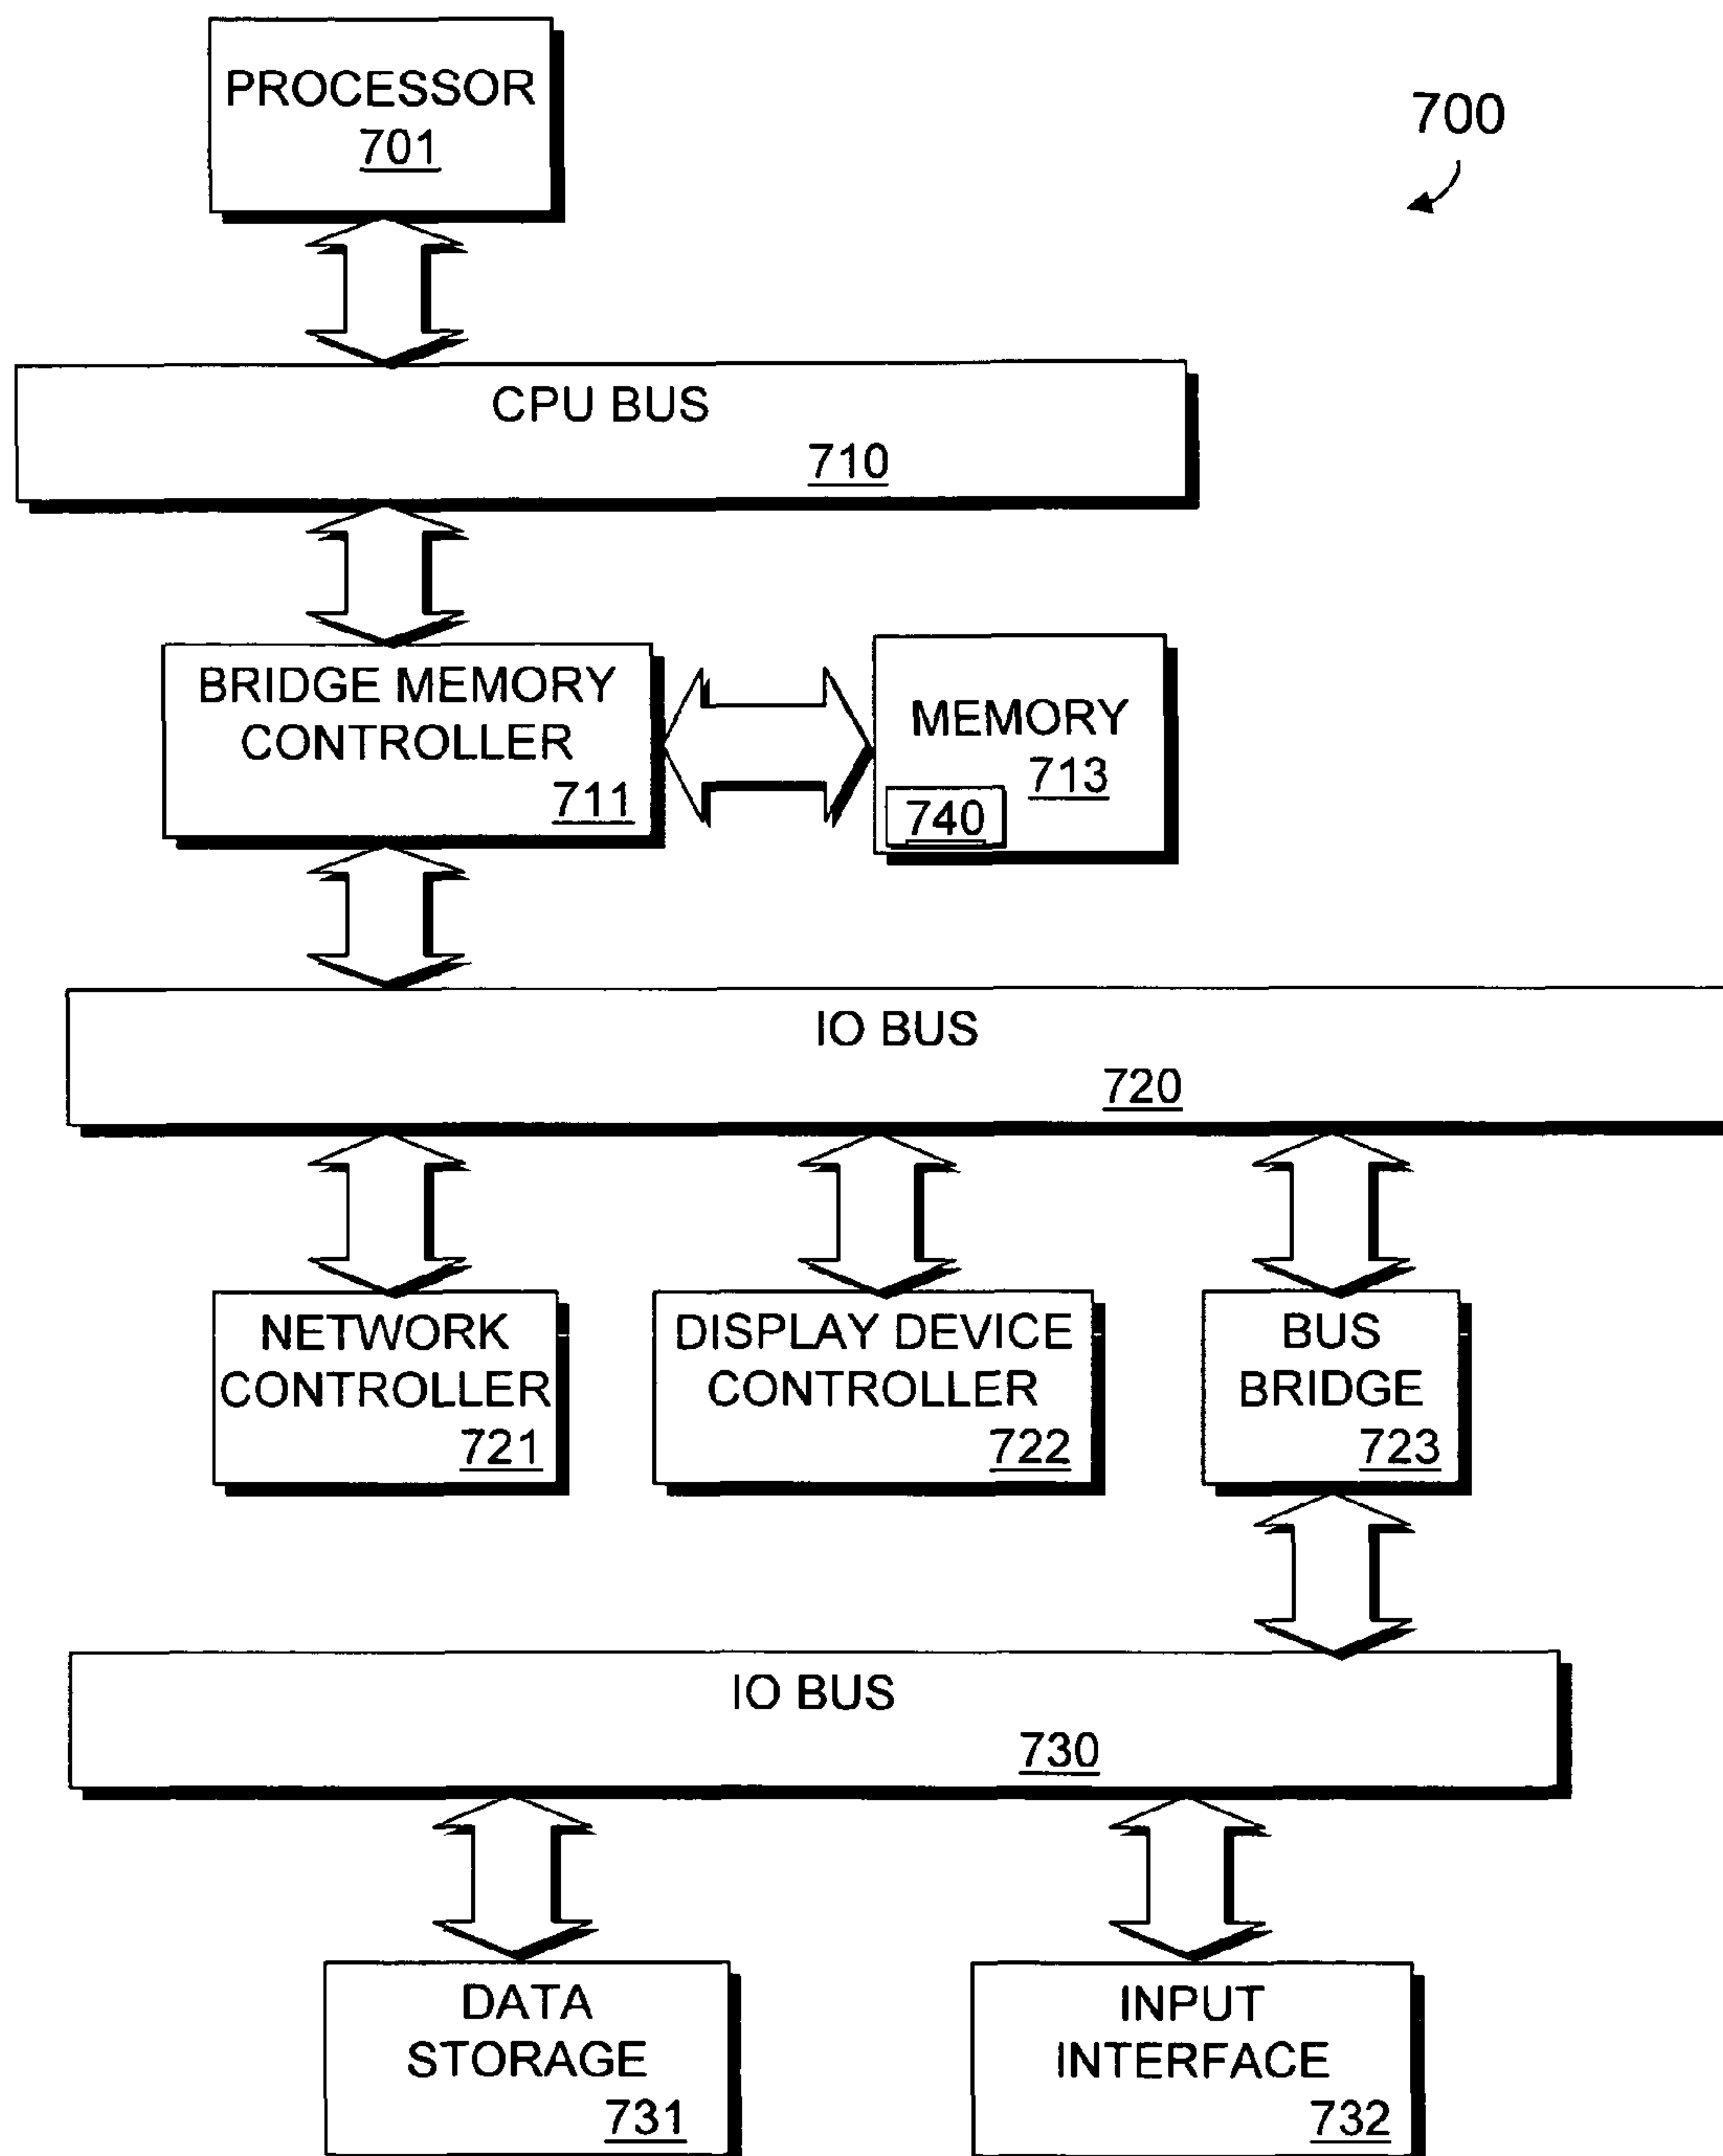 PROCESSOR
701
700
CPU BUS
710
BRIDGE MEMORY
CONTROLLER
711
MEMORY
713
740
IO BUS
720
NETWORK
CONTROLLER
721
DISPLAY DEVICE
CONTROLLER
722
BUS
BRIDGE
723
IO BUS
730
DATA
STORAGE
731
INPUT
INTERFACE
732